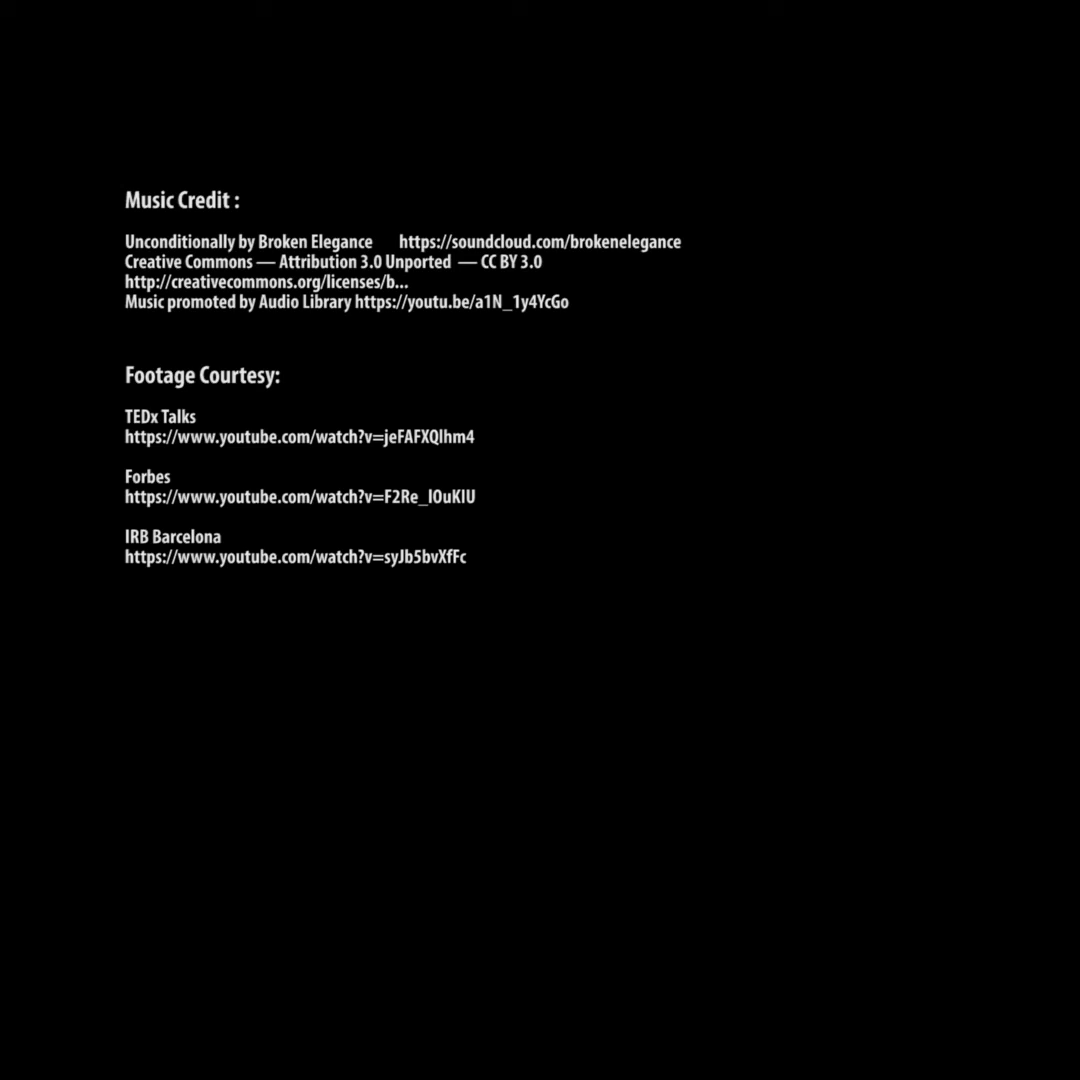 Music Credit :
Unconditionally by Broken Elegance https://soundcloud.com/brokenelegance
Creative Commons — Attribution 3.0 Unported — CC BY 3.0
http://creativecommons.org/licenses/b...
Music promoted by Audio Library https://youtu.be/a1N_1y4YcGo
Footage Courtesy:
TEDx Talks
https://www.youtube.com/watch?v=jeFAFXQlhm4
Forbes
https://www.youtube.com/watch?v=F2Re_lOuKIU
IRB Barcelona
https://www.youtube.com/watch?v=syJb5bvXfFc